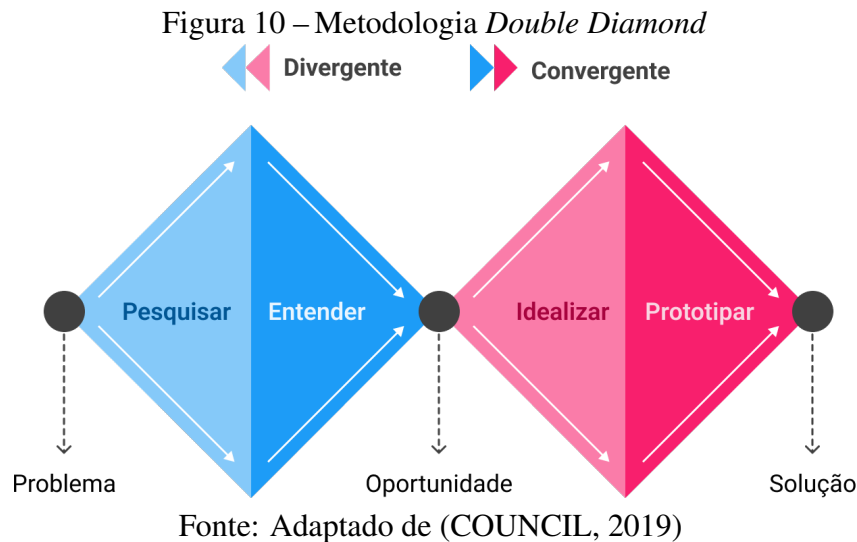 Figura 10 – Metodologia Double Diamond
Divergente Convergente
Pesquisar Entender Idealizar Prototipar
Problema Oportunidade Solução
Fonte: Adaptado de (COUNCIL, 2019)